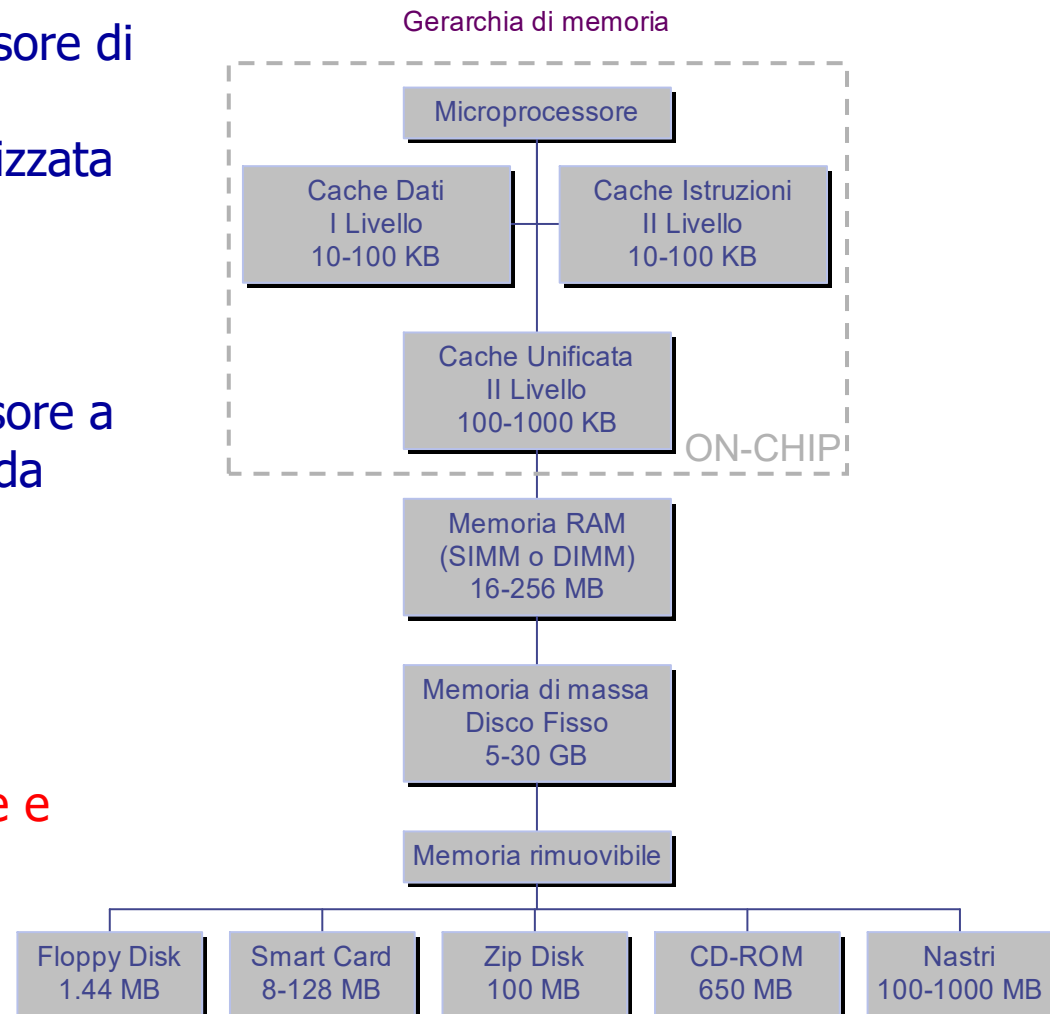 sore di
izzata
sore a
da
e e
Gerarchia di memoria
Microprocessore
Cache Dati
I Livello
10-100 KB
Cache Istruzioni
II Livello
10-100 KB
Cache Unificata
II Livello
100-1000 KB
ON-CHIP
Memoria RAM
(SIMM o DIMM)
16-256 MB
Memoria di massa
Disco Fisso
5-30 GB
Memoria rimuovibile
Floppy Disk
1.44 MB
Smart Card
8-128 MB
Zip Disk
100 MB
CD-ROM
650 MB
Nastri
100-1000 MB